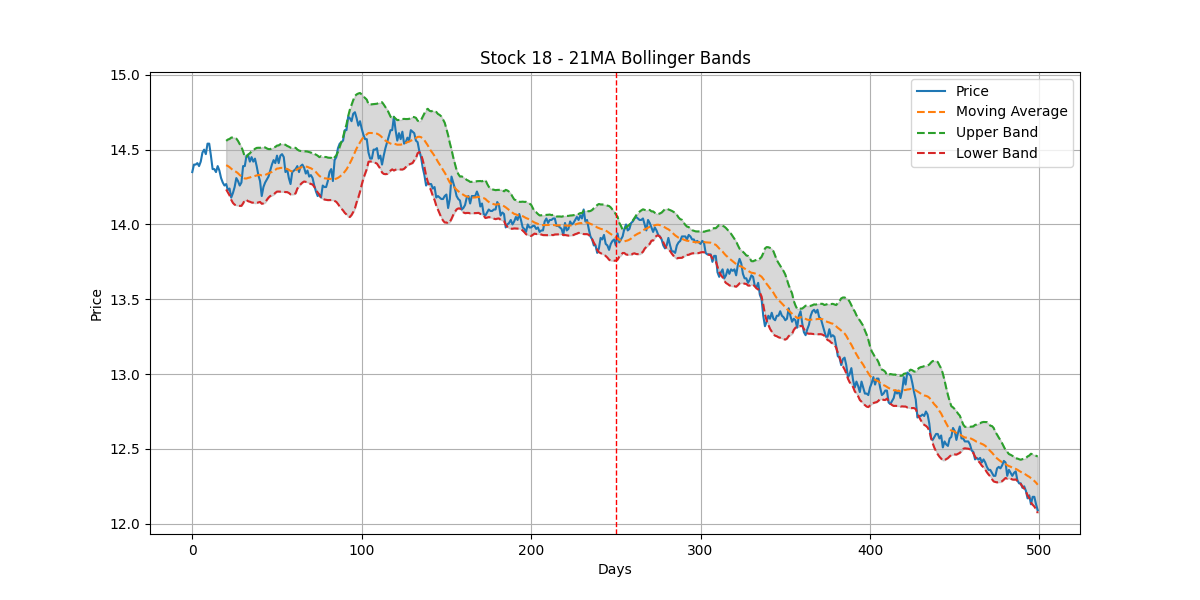 Stock 18 - 21MA Bollinger Bands
Price
Moving Average
Upper Band
Lower Band
15.0
14.5
14.0
13.5
13.0
12.5
12.0
Price
0 100 200 300 400 500
Days